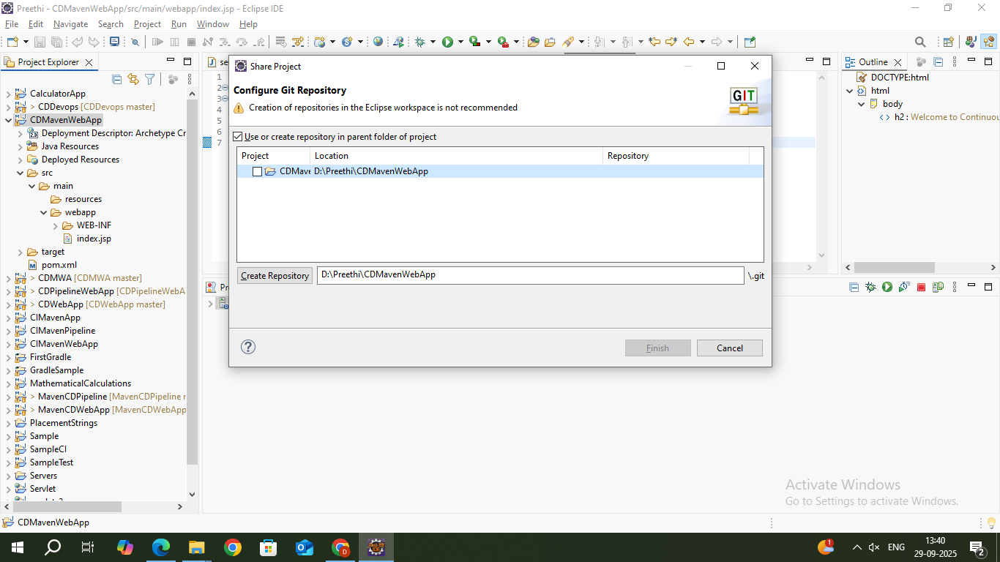 Preethi - CDMavenWebApp/src/main/webapp/index.jsp - Eclipse IDE
File Edit Navigate Search Project Run Window Help
Project Explorer
CalculatorApp
> CDDevops [CDDevops master]
CDMavenWebApp
Deployment Descriptor: Archetype Cr
Java Resources
Deployed Resources
src
main
resources
webapp
WEB-INF
index.jsp
target
pom.xml
> CDMWA [CDMWA master]
> CDPipelineWebApp [CDPipelineWebA
> CDWebApp [CDWebApp master]
CIMavenApp
CIMavenPipeline
CIMavenWebApp
FirstGradle
GradleSample
MathematicalCalculations
> MavenCDPipeline [MavenCDPipeline r
> MavenCDWebApp [MavenCDWebApp
PlacementStrings
Sample
SampleCI
SampleTest
Servers
Servlet
se
1
2
3
4
5
6
7
Pr
Share Project
Configure Git Repository
Creation of repositories in the Eclipse workspace is not recommended
GIT
Use or create repository in parent folder of project
Project Location Repository
CDMave D:\Preethi\CDMavenWebApp
Create Repository D:\Preethi\CDMavenWebApp \.git
Finish Cancel
Outline
DOCTYPE:html
html
body
h2 : Welcome to Continuou
Activate Windows
Go to Settings to activate Windows.
CDMavenWebApp
ENG
13:40
29-09-2025
1
2